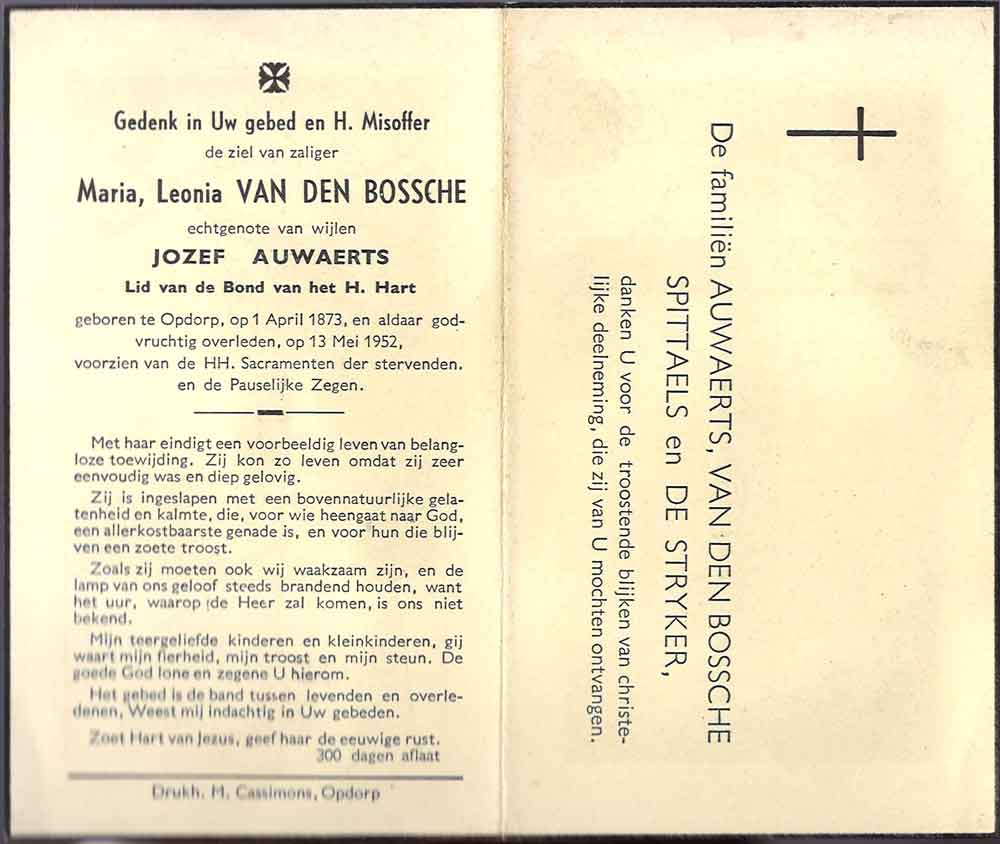 Gedenk in Uw gebed en H. Misoffer
de ziel van zaliger
Maria, Leonia VAN DEN BOSSCHE
echtgenote van wijlen
JOZEF AUWAERTS
Lid van de Bond van het H. Hart
geboren te Opdorp, op 1 April 1873, en aldaar god-
vruchtig overleden, op 13 Mei 1952,
voorzien van de HH. Sacramenten der stervenden.
en de Pauselijke Zegen.
Met haar eindigt een voorbeeldig leven van belang-
loze toewijding. Zij kon zo leven omdat zij zeer
eenvoudig was en diep gelovig.
Zij is ingeslapen met een bovennatuurlijke gela-
tenheid en kalmte, die, voor wie heengaat naar God,
een allerkostbaarste genade is, en voor hun die blij-
ven een zoete troost.
Zoals zij moeten ook wij waakzaam zijn, en de
lamp van ons geloof steeds brandend houden, want
het uur, waarop de Heer zal komen, is ons niet
bekend.
Mijn teergeliefde kinderen en kleinkinderen, gij
waart mijn fierheid, mijn troost en mijn steun. De
goede God lone en zegene U hierom.
Het gebed is de band tussen levenden en overle-
denen, Weest mij indachtig in Uw gebeden.
Zoet Hart van Jezus, geef haar de eeuwige rust.
300 dagen aflaat
Drukh. M. Cassimons, Opdorp
De familiën AUWAERTS, VAN DEN BOSSCHE
SPITTAELS en DE STRYKER,
danken U voor de troostende blijken van christe-
lijke deelneming, die zij van U mochten ontvangen.